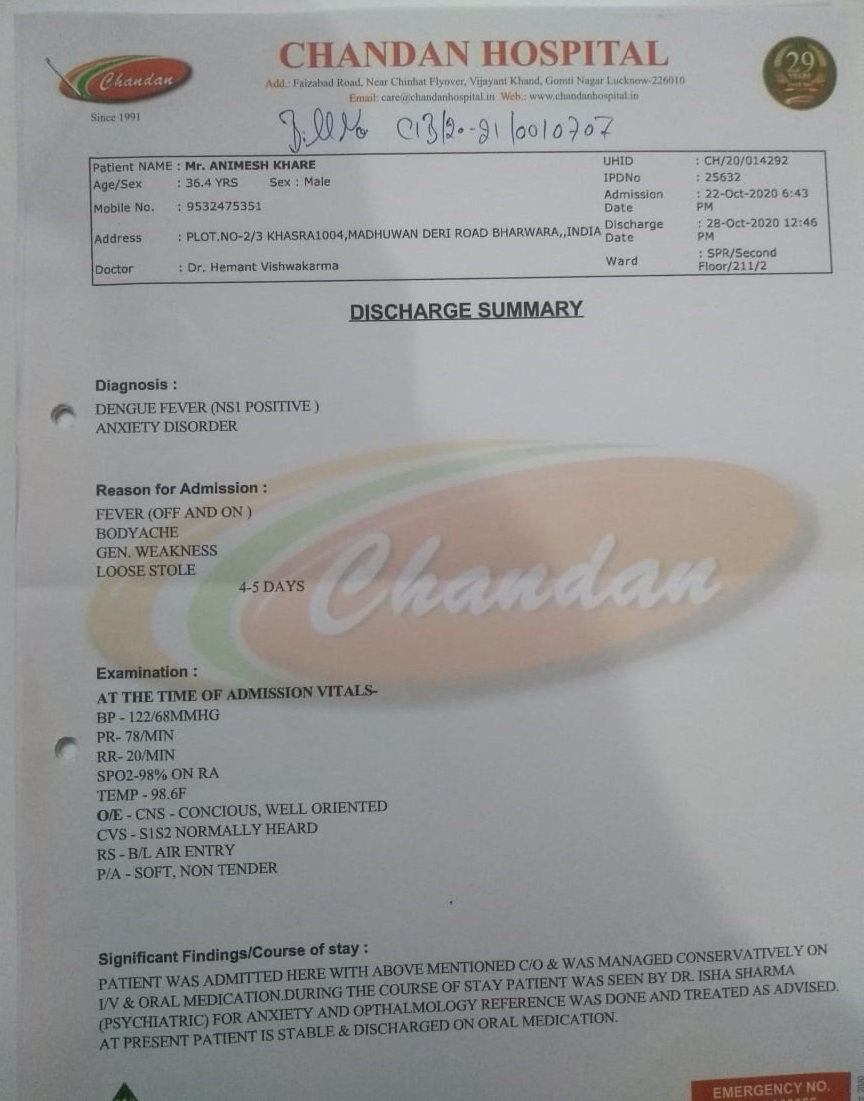 Chandan
Since 1991
CHANDAN HOSPITAL
Add.: Faizabad Road, Near Chinhat Flyover, Vijayant Khand, Gomti Nagar Lucknow-226010
Email: care@chandanhospital.in Web.: www.chandanhospital.in
29
YEARS
Bill No C13/20-21/0010707
Patient NAME : Mr. ANIMESH KHARE
Age/Sex : 36.4 YRS Sex : Male
Mobile No. : 9532475351
Address : PLOT.NO-2/3 KHASRA1004,MADHUWAN DERI ROAD BHARWARA,,INDIA
Doctor : Dr. Hemant Vishwakarma
UHID : CH/20/014292
IPDNo : 25632
Admission Date : 22-Oct-2020 6:43 PM
Discharge Date : 28-Oct-2020 12:46 PM
Ward : SPR/Second Floor/211/2
DISCHARGE SUMMARY
Diagnosis :
DENGUE FEVER (NS1 POSITIVE )
ANXIETY DISORDER
Reason for Admission :
FEVER (OFF AND ON )
BODYACHE
GEN. WEAKNESS
LOOSE STOLE
4-5 DAYS
Chandan
Examination :
AT THE TIME OF ADMISSION VITALS-
BP - 122/68MMHG
PR- 78/MIN
RR- 20/MIN
SPO2-98% ON RA
TEMP - 98.6F
O/E - CNS - CONCIOUS, WELL ORIENTED
CVS - S1S2 NORMALLY HEARD
RS - B/L AIR ENTRY
P/A - SOFT, NON TENDER
Significant Findings/Course of stay :
PATIENT WAS ADMITTED HERE WITH ABOVE MENTIONED C/O & WAS MANAGED CONSERVATIVELY ON
I/V & ORAL MEDICATION.DURING THE COURSE OF STAY PATIENT WAS SEEN BY DR. ISHA SHARMA
(PSYCHIATRIC) FOR ANXIETY AND OPTHALMOLOGY REFERENCE WAS DONE AND TREATED AS ADVISED.
AT PRESENT PATIENT IS STABLE & DISCHARGED ON ORAL MEDICATION.
EMERGENCY NO.